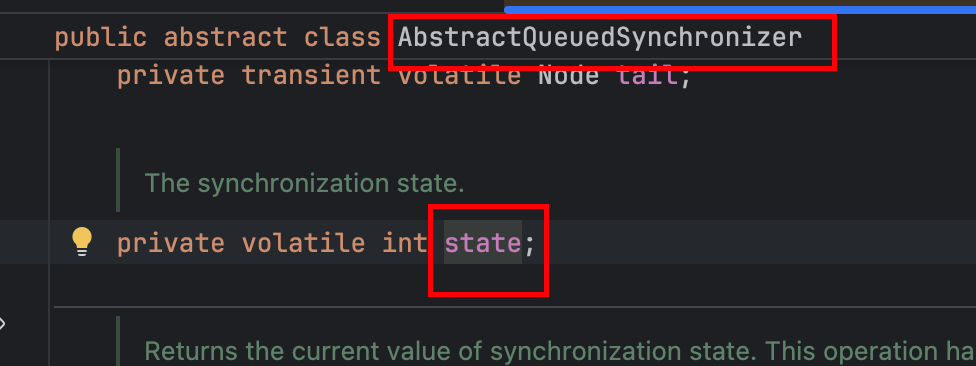 public abstract class AbstractQueuedSynchronizer
private transient volatile Node tail;
The synchronization state.
private volatile int state;
Returns the current value of synchronization state. This operation ha